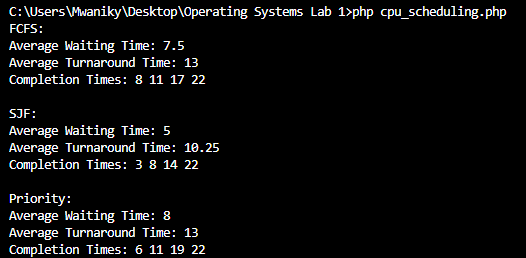 C:\Users\Mwaniky\Desktop\Operating Systems Lab 1>php cpu_scheduling.php
FCFS:
Average Waiting Time: 7.5
Average Turnaround Time: 13
Completion Times: 8 11 17 22
SJF:
Average Waiting Time: 5
Average Turnaround Time: 10.25
Completion Times: 3 8 14 22
Priority:
Average Waiting Time: 8
Average Turnaround Time: 13
Completion Times: 6 11 19 22